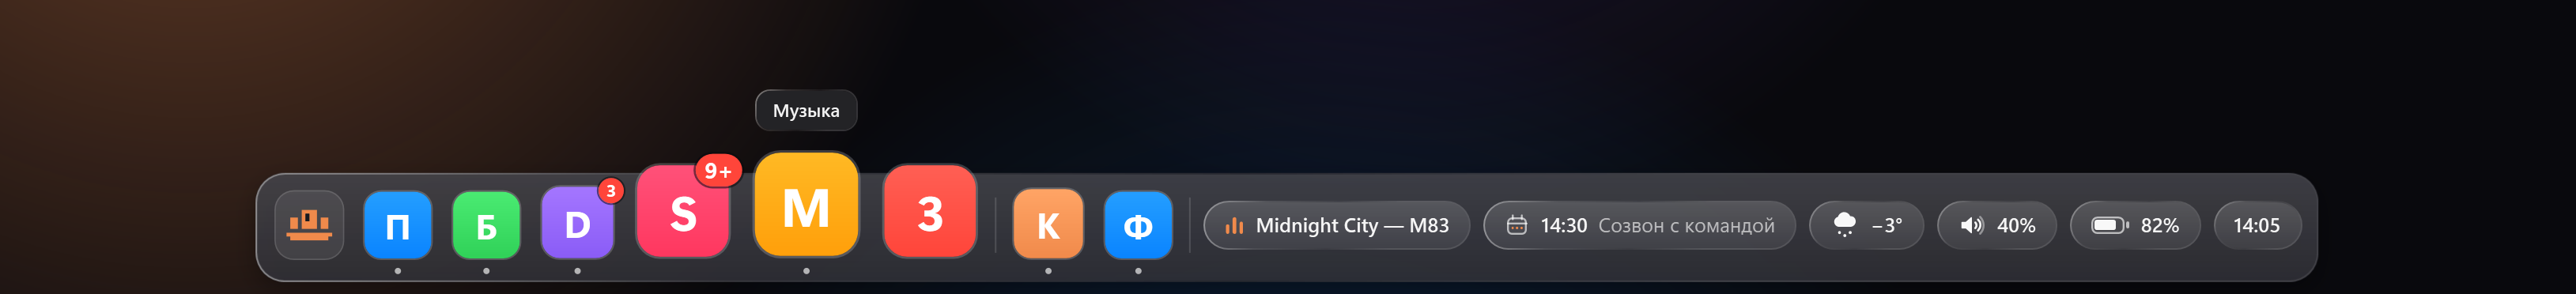 Музыка
П
Б
D
3
S
9+
М
З
К
Ф
Midnight City — M83
14:30 Созвон с командой
−3°
40%
82%
14:05